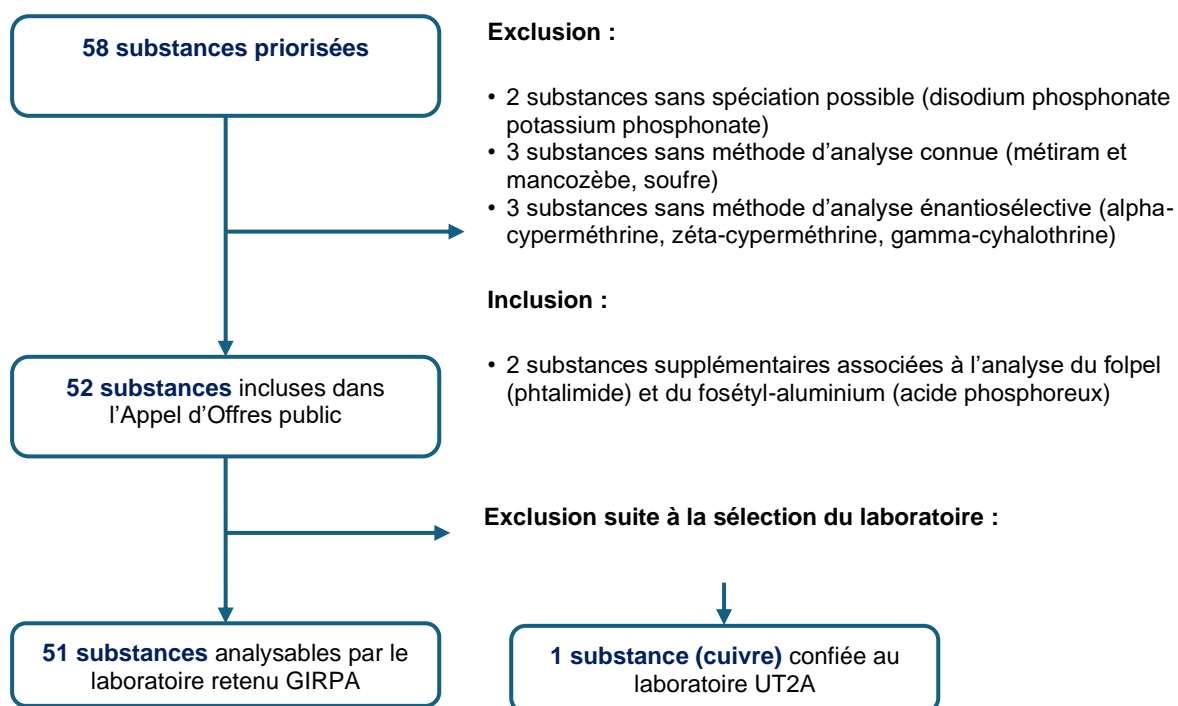 58 substances priorisées
Exclusion :
• 2 substances sans spéciation possible (disodium phosphonate
potassium phosphonate)
• 3 substances sans méthode d'analyse connue (métiram et
mancozèbe, soufre)
• 3 substances sans méthode d'analyse énantiosélective (alpha-
cyperméthrine, zéta-cyperméthrine, gamma-cyhalothrine)
Inclusion :
• 2 substances supplémentaires associées à l'analyse du folpel
(phtalimide) et du fosétyl-aluminium (acide phosphoreux)
52 substances incluses dans
l'Appel d'Offres public
Exclusion suite à la sélection du laboratoire :
51 substances analysables par le
laboratoire retenu GIRPA
1 substance (cuivre) confiée au
laboratoire UT2A